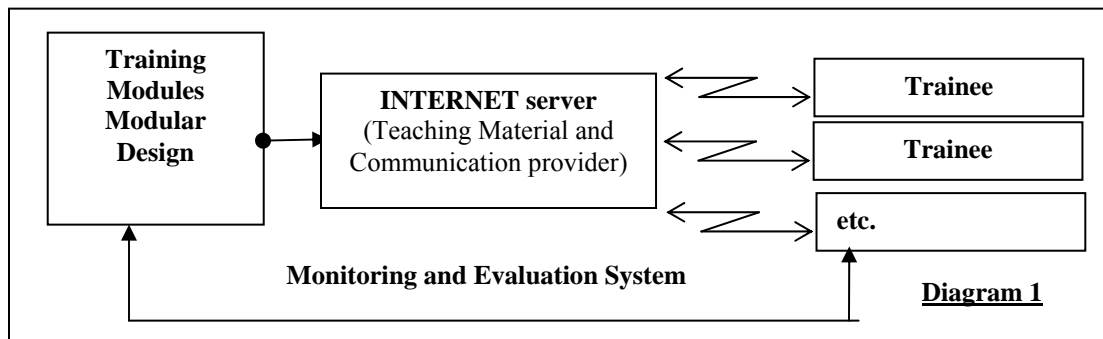 Training
Modules
Modular
Design
INTERNET server
(Teaching Material and
Communication provider)
Trainee
Trainee
etc.
Monitoring and Evaluation System
Diagram 1